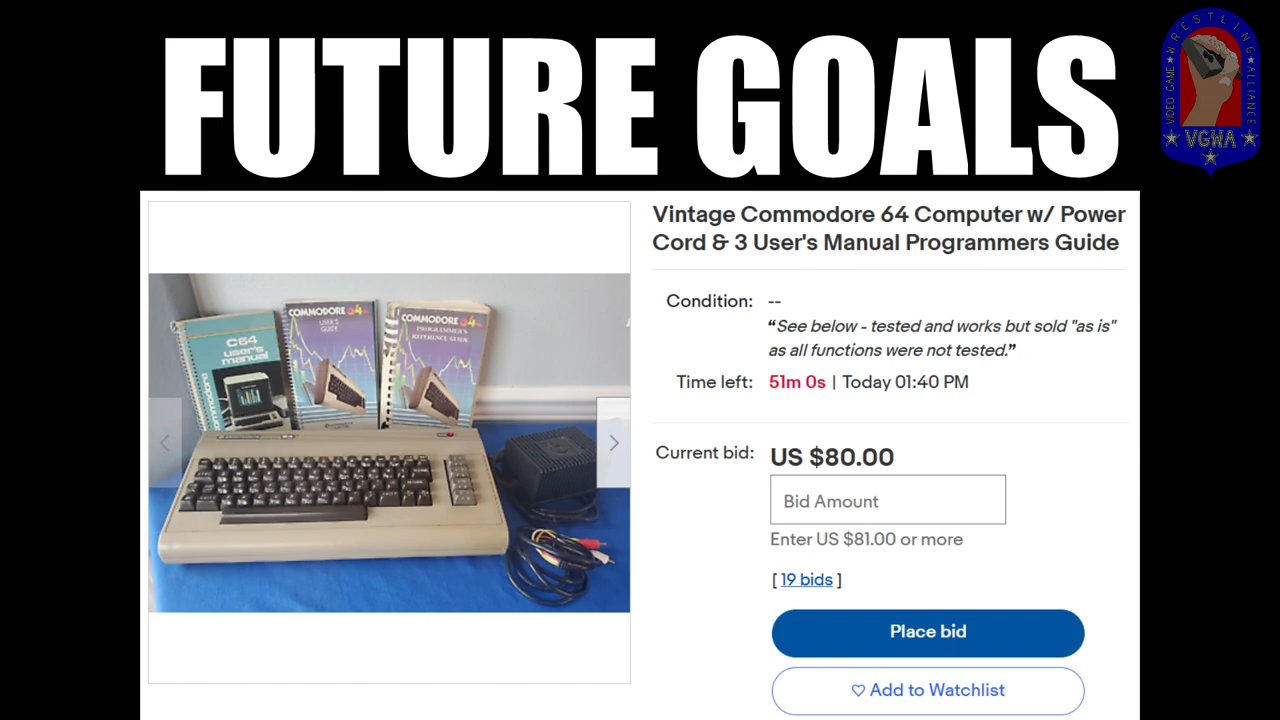 FUTURE GOALS
VIDEO GAME ★ WRESTLING ★ ALLIANCE
VGWA
Vintage Commodore 64 Computer w/ Power
Cord & 3 User's Manual Programmers Guide
Condition: --
❝See below - tested and works but sold "as is"
as all functions were not tested.❞
Time left: 51m 0s | Today 01:40 PM
Current bid: US $80.00
Bid Amount
Enter US $81.00 or more
[ 19 bids ]
Place bid
Add to Watchlist
C64
user's
manual
COMMODORE 64
USER'S
GUIDE
COMMODORE 64
PROGRAMMER'S
REFERENCE GUIDE